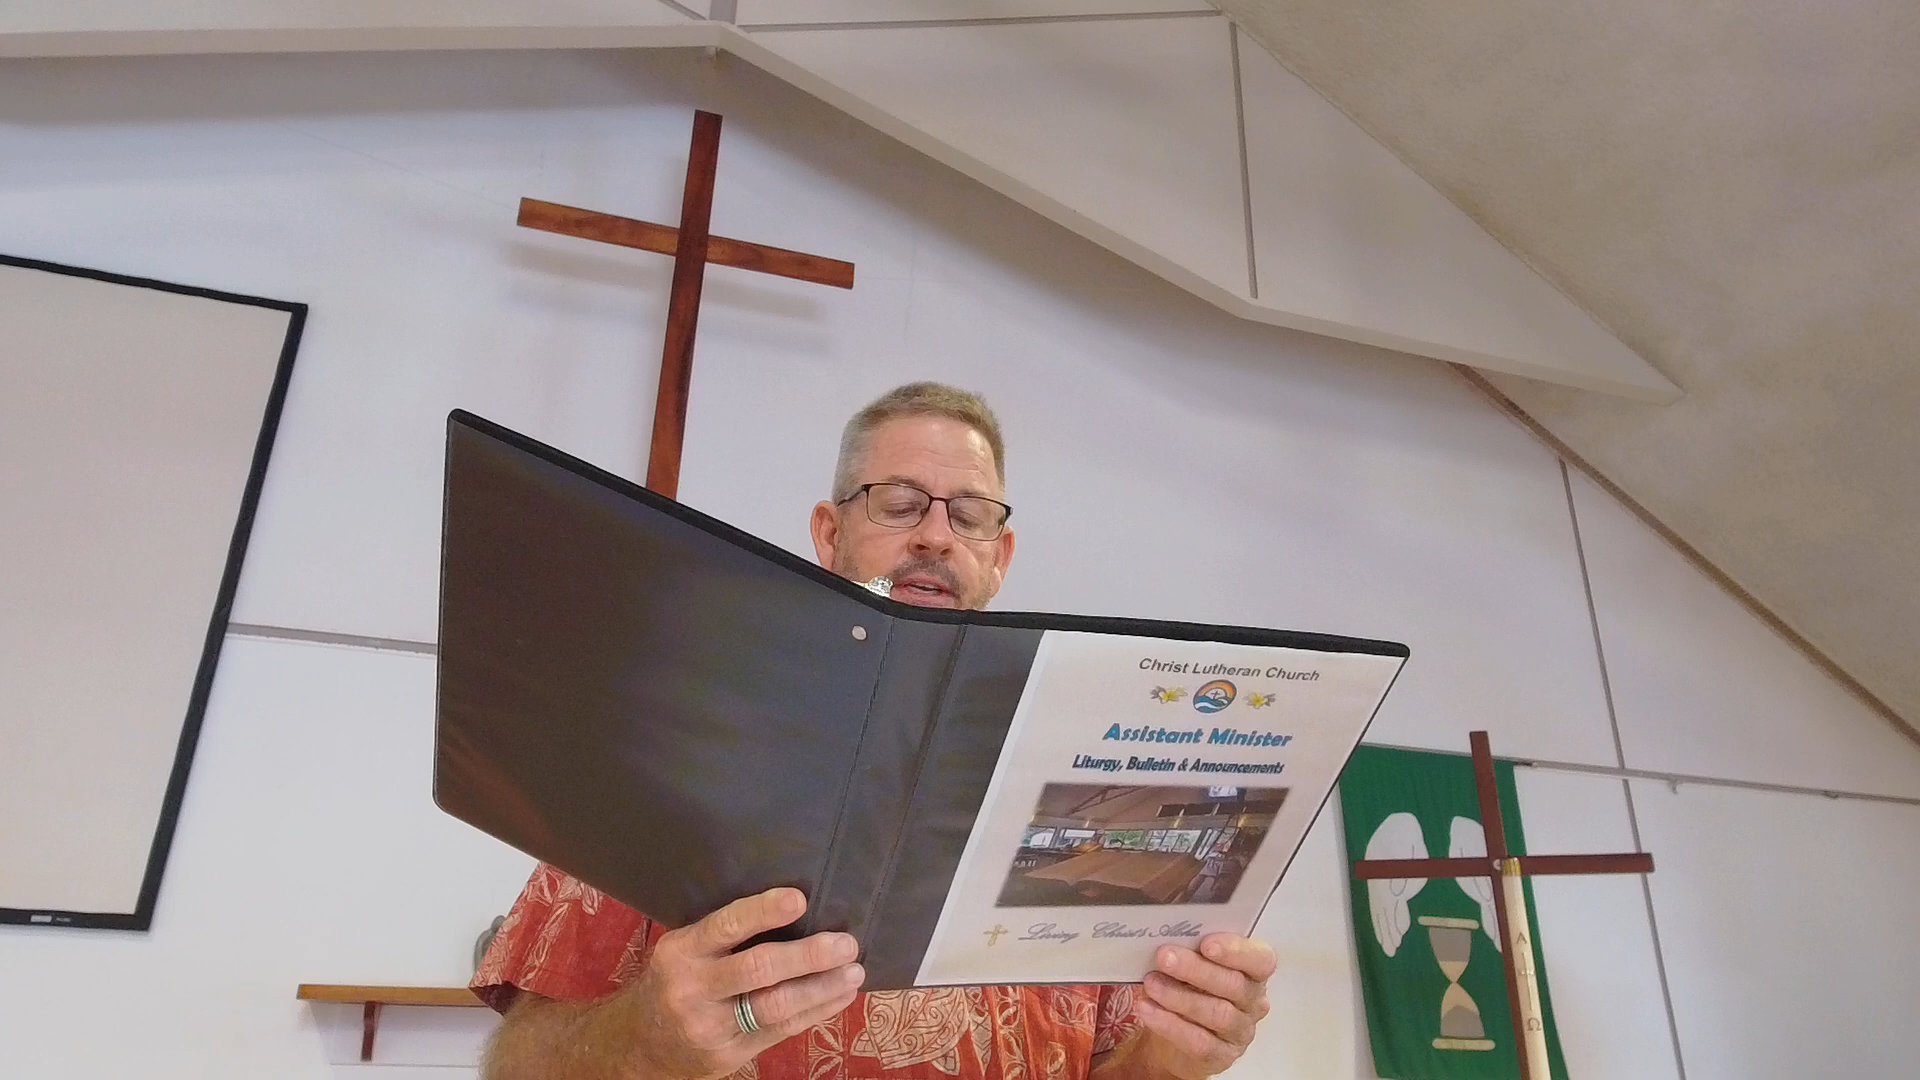 Christ Lutheran Church
Assistant Minister
Liturgy, Bulletin & Announcements
Living Christ's Aloha
Α
Ω